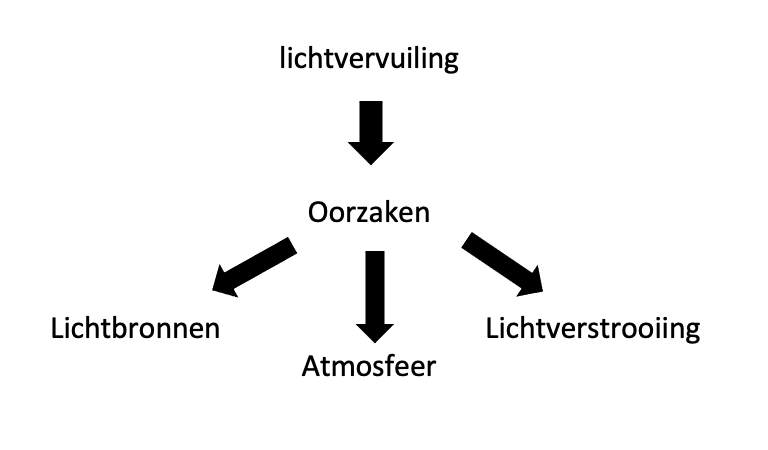 lichtvervuiling
Oorzaken
Lichtbronnen
Lichtverstrooiing
Atmosfeer